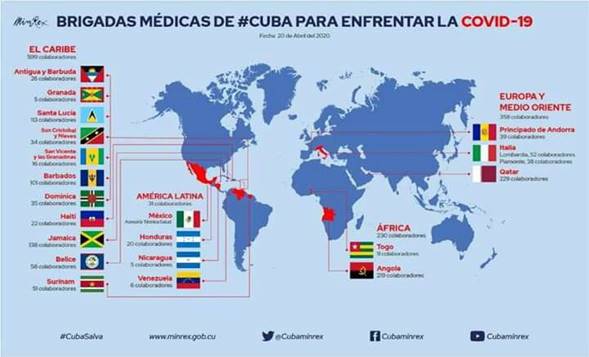 MinRex
BRIGADAS MÉDICAS DE #CUBA PARA ENFRENTAR LA COVID-19
Fecha: 20 de Abril del 2020
EL CARIBE
599 colaboradores
Antigua y Barbuda
26 colaboradores
Granada
5 colaboradores
Santa Lucía
113 colaboradores
San Cristobal
y Nieves
34 colaboradores
San Vicente
y las Granadinas
16 colaboradores
Barbados
101 colaboradores
Dominica
35 colaboradores
Haití
22 colaboradores
Jamaica
138 colaboradores
Belice
58 colaboradores
Surinam
51 colaboradores
AMÉRICA LATINA
31 colaboradores
México
Honduras
20 colaboradores
Nicaragua
5 colaboradores
Venezuela
6 colaboradores
EUROPA Y
MEDIO ORIENTE
358 colaboradores
Principado de Andorra
39 colaboradores
Italia
Lombardía, 52 colaboradores
Piamonte, 38 colaboradores
Qatar
229 colaboradores
ÁFRICA
230 colaboradores
Togo
11 colaboradores
Angola
219 colaboradores
#CubaSalva
www.minrex.gob.cu
@Cubaminrex
Cubaminrex
Cubaminrex